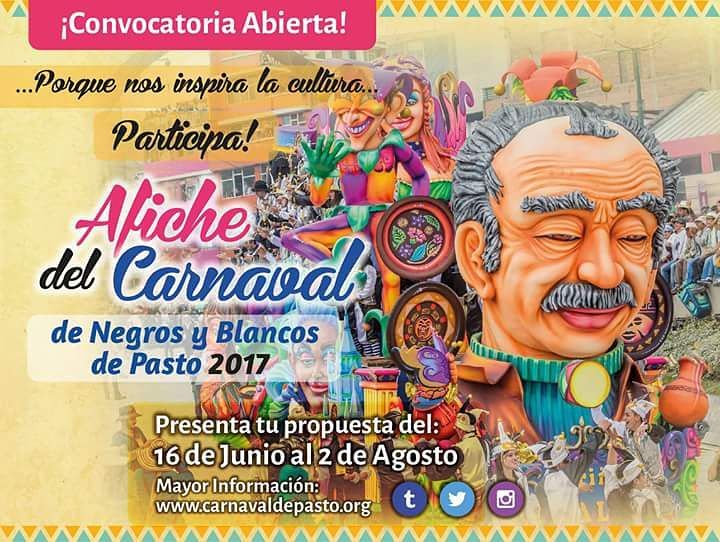 ¡Convocatoria Abierta!
...Porque nos inspira la cultura...
Participa!
Afiche
del Carnaval
de Negros y Blancos
de Pasto 2017
Presenta tu propuesta del:
16 de Junio al 2 de Agosto
Mayor Información:
www.carnavaldepasto.org